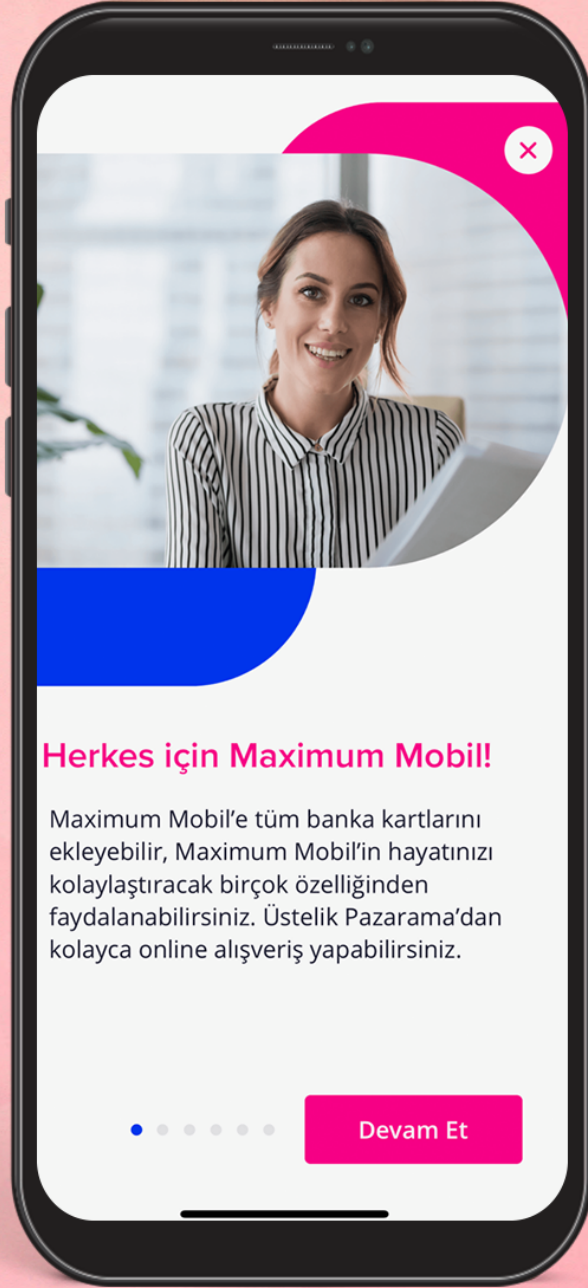 Herkes için Maximum Mobil!
Maximum Mobil’e tüm banka kartlarını
ekleyebilir, Maximum Mobil’in hayatınızı
kolaylaştıracak birçok özelliğinden
faydalanabilirsiniz. Üstelik Pazarama’dan
kolayca online alışveriş yapabilirsiniz.
Devam Et